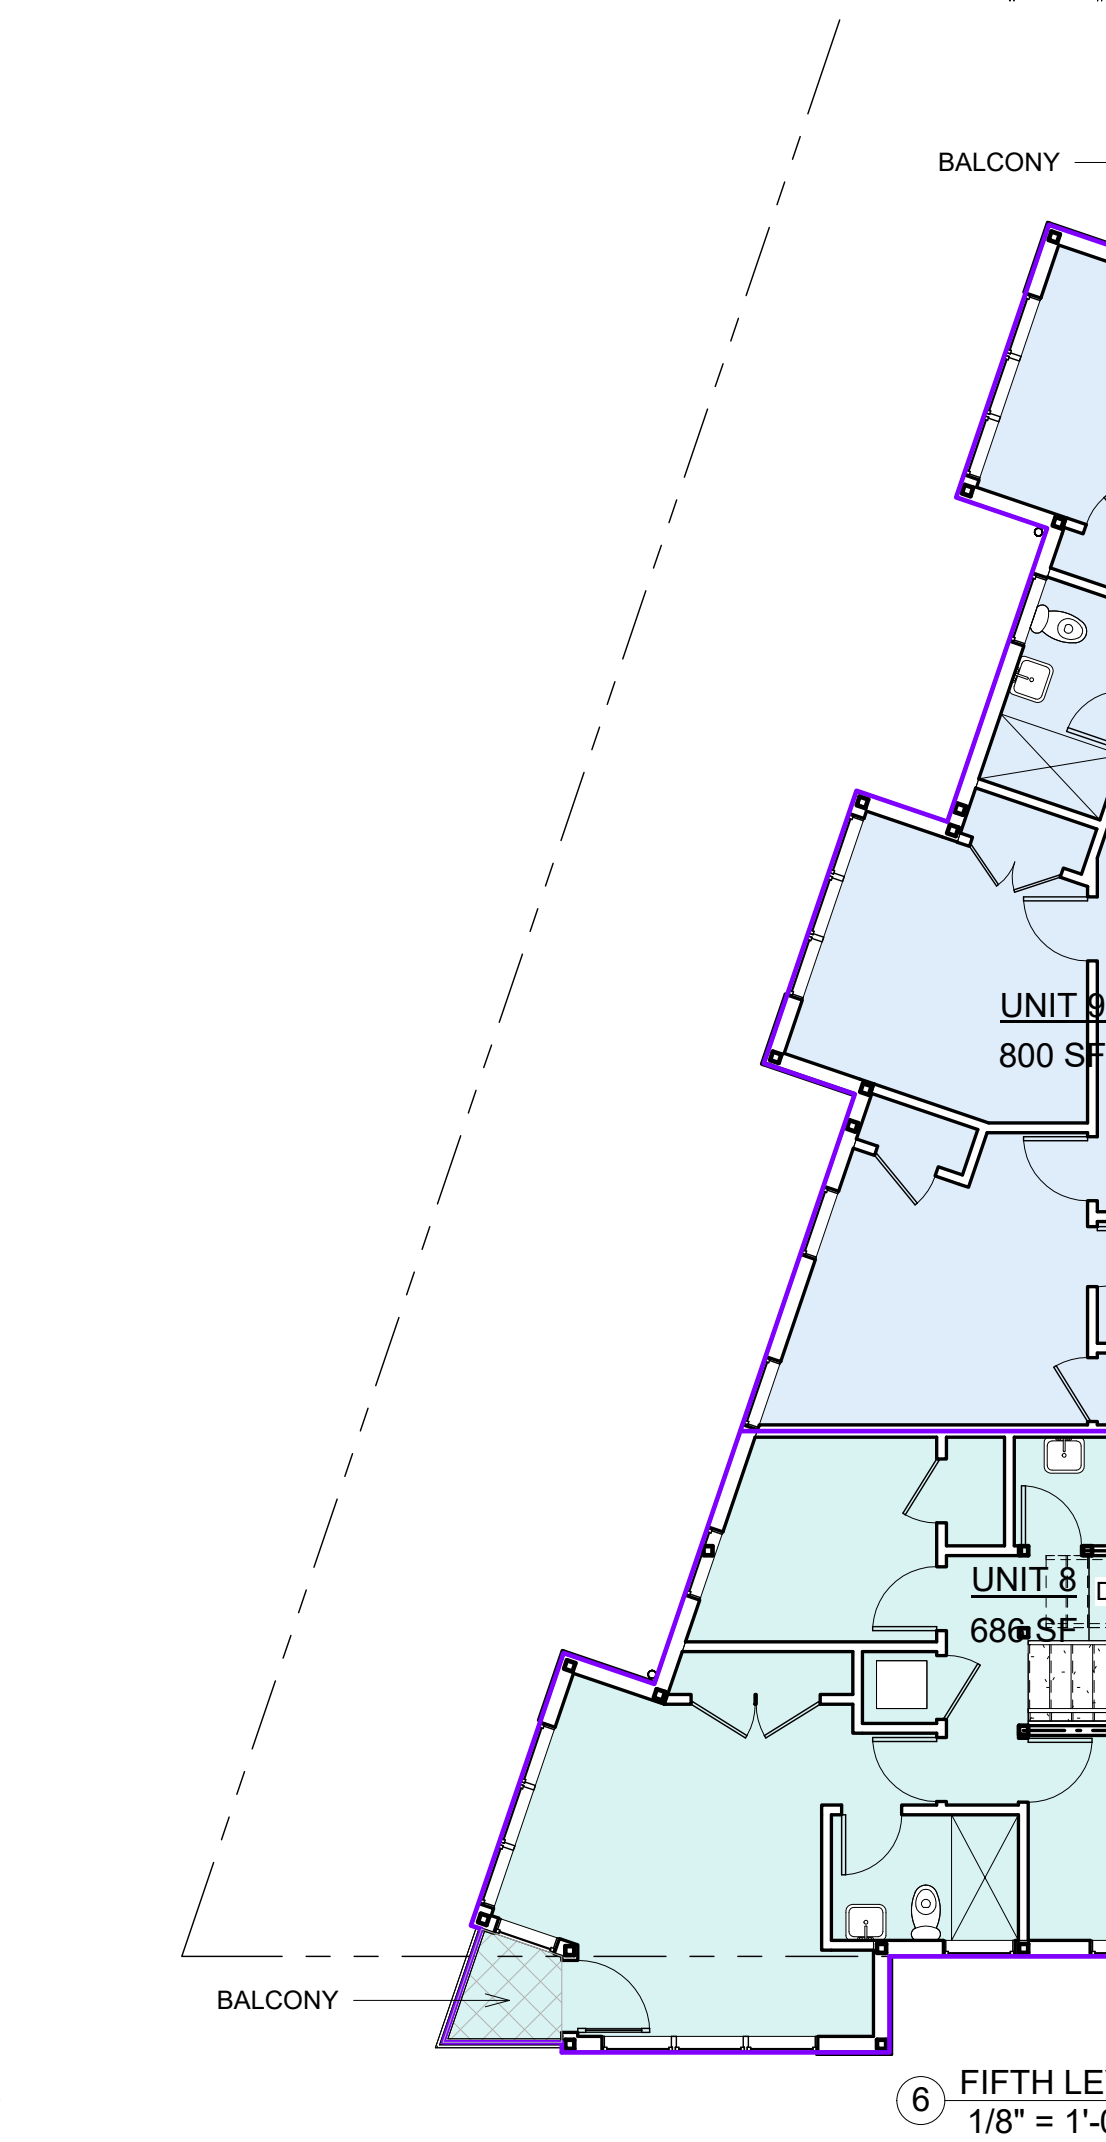 BALCONY
UNIT 9
800 SF
UNIT 8
686 SF
D
BALCONY
6
FIFTH LE
1/8" = 1'-0